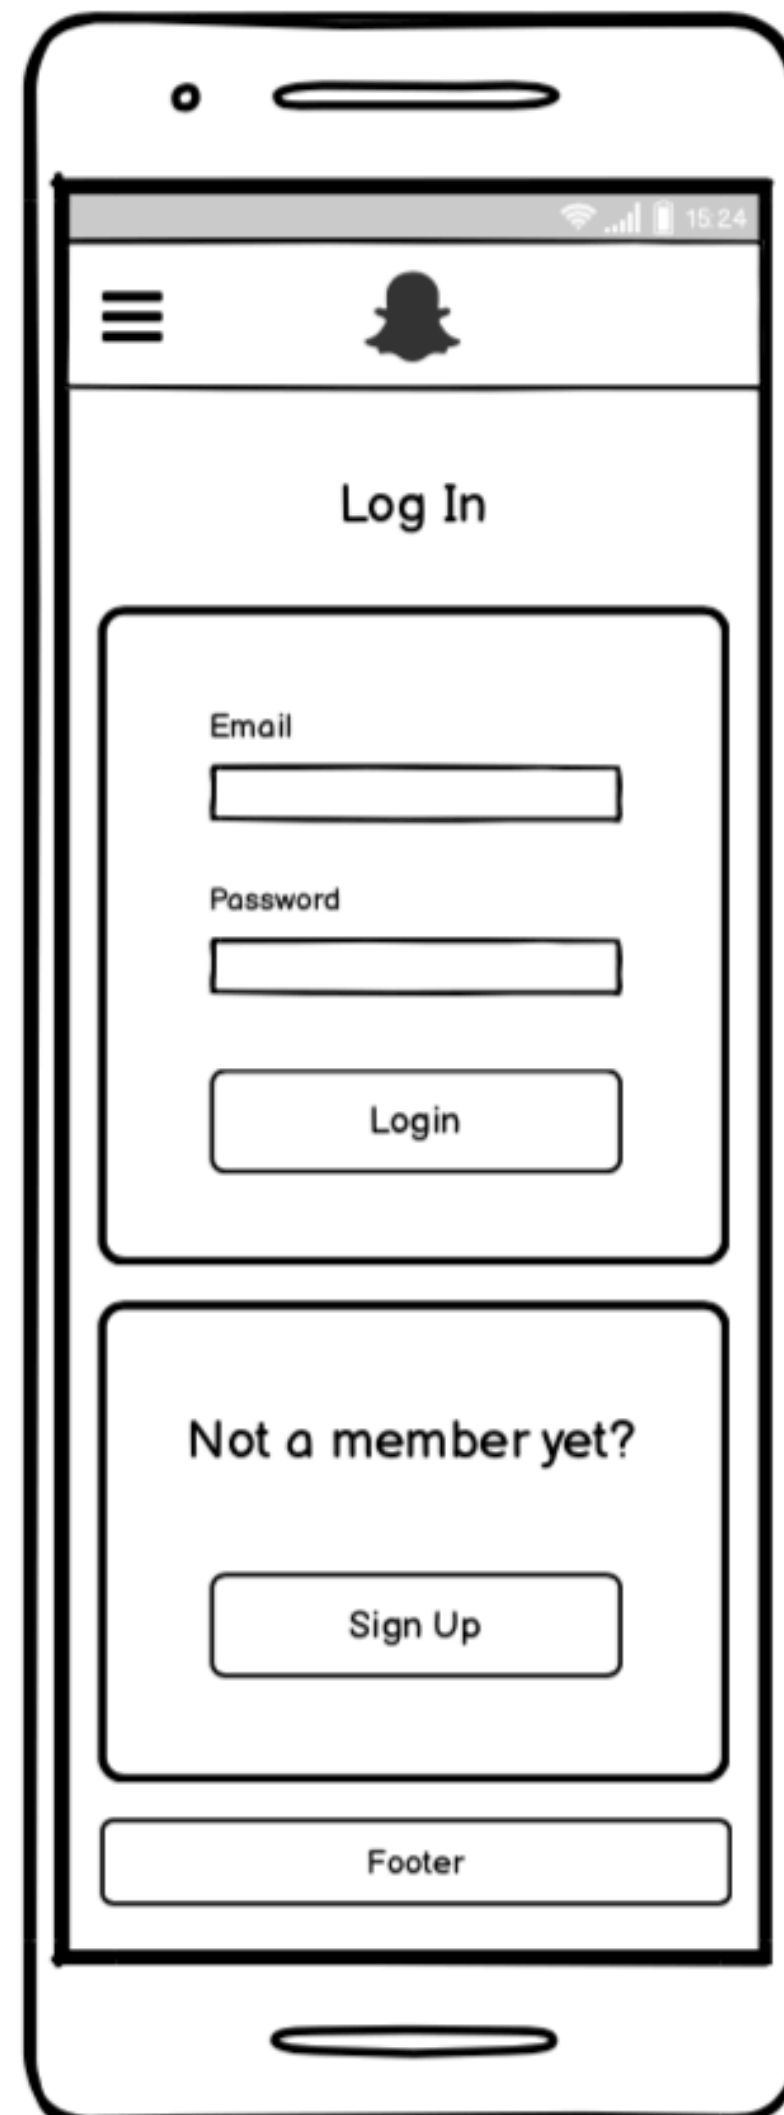 15:24
Log In
Email
Password
Login
Not a member yet?
Sign Up
Footer